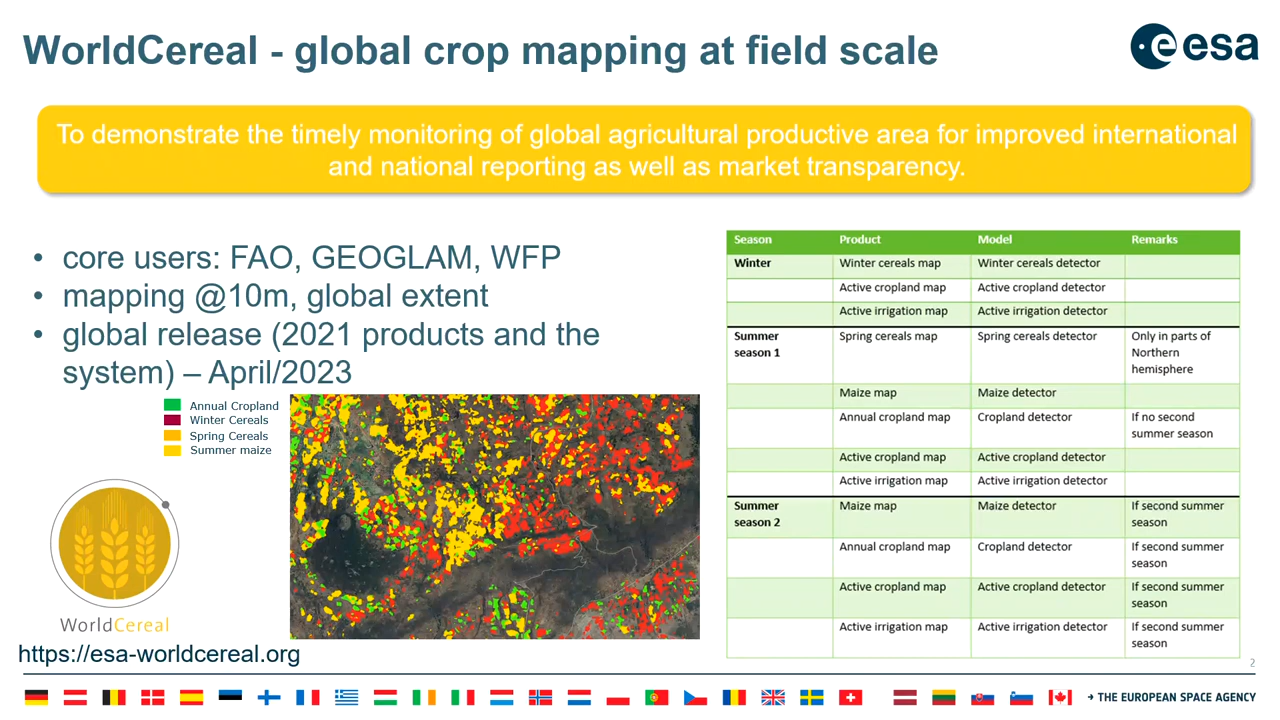 WorldCereal - global crop mapping at field scale
esa
To demonstrate the timely monitoring of global agricultural productive area for improved international
and national reporting as well as market transparency.
• core users: FAO, GEOGLAM, WFP
• mapping @10m, global extent
• global release (2021 products and the
system) – April/2023
Annual Cropland
Winter Cereals
Spring Cereals
Summer maize
WorldCereal
https://esa-worldcereal.org
Season Product Model Remarks
Winter Winter cereals map Winter cereals detector
Active cropland map Active cropland detector
Active irrigation map Active irrigation detector
Summer season 1 Spring cereals map Spring cereals detector Only in parts of Northern hemisphere
Maize map Maize detector
Annual cropland map Cropland detector If no second summer season
Active cropland map Active cropland detector
Active irrigation map Active irrigation detector
Summer season 2 Maize map Maize detector If second summer season
Annual cropland map Cropland detector If second summer season
Active cropland map Active cropland detector If second summer season
Active irrigation map Active irrigation detector If second summer season
2
→ THE EUROPEAN SPACE AGENCY